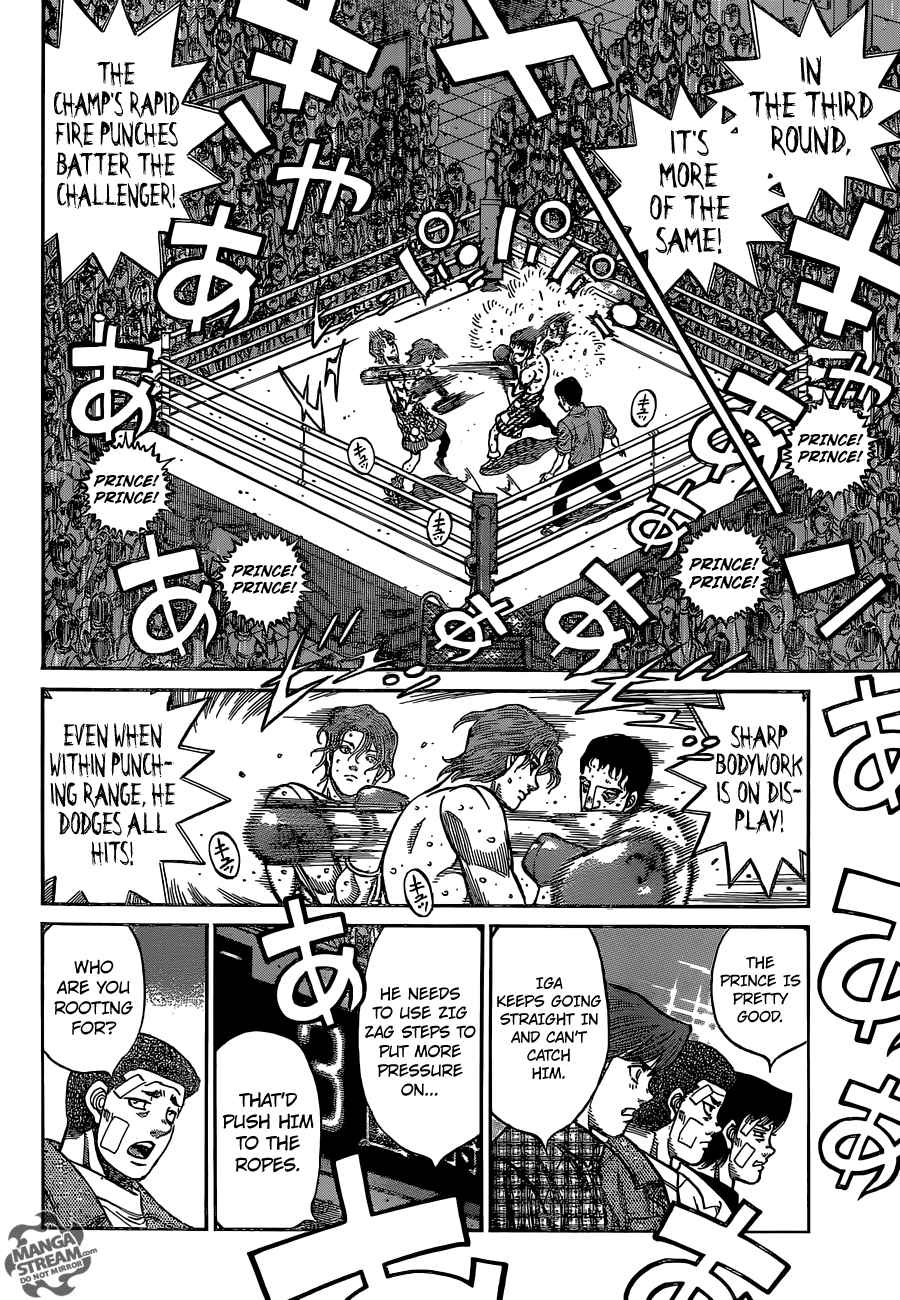 IN
THE THIRD
ROUND,
IT'S
MORE
OF THE
SAME!
THE
CHAMP'S RAPID
FIRE PUNCHES
BATTER THE
CHALLENGER!
PRINCE!
PRINCE!
PRINCE!
PRINCE!
PRINCE!
PRINCE!
PRINCE!
PRINCE!
SHARP
BODYWORK
IS ON DIS-
PLAY!
EVEN WHEN
WITHIN PUNCH-
ING RANGE, HE
DODGES ALL
HITS!
THE
PRINCE IS
PRETTY
GOOD.
IGA
KEEPS GOING
STRAIGHT IN
AND CAN'T
CATCH
HIM.
HE NEEDS
TO USE ZIG
ZAG STEPS TO
PUT MORE
PRESSURE
ON...
THAT'D
PUSH HIM
TO THE
ROPES.
WHO
ARE YOU
ROOTING
FOR?
MANGA
STREAM.com
DO NOT MIRROR!